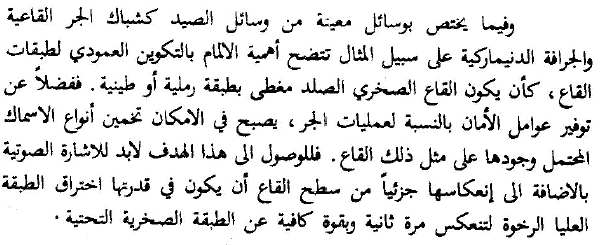 وفيما يختص بوسائل معينة من وسائل الصيد كشباك الجر القاعية
والجرافة الدنيماركية على سبيل المثال تتضح أهمية الالمام بالتكوين العمودي لطبقات
القاع ، كأن يكون القاع الصخري الصلد مغطى بطبقة رملية أو طينية . ففضلاً عن
توفير عوامل الأمان بالنسبة لعمليات الجر ، يصبح في الامكان تخمين أنواع الاسماك
المحتمل وجودها على مثل ذلك القاع . فللوصول الى هذا الهدف لابد للاشارة الصوتية
بالاضافة الى إنعكاسها جزئياً من سطح القاع أن يكون في قدرتها اختراق الطبقة
العليا الرخوة لتنعكس مرة ثانية وبقوة كافية عن الطبقة الصخرية التحتية .